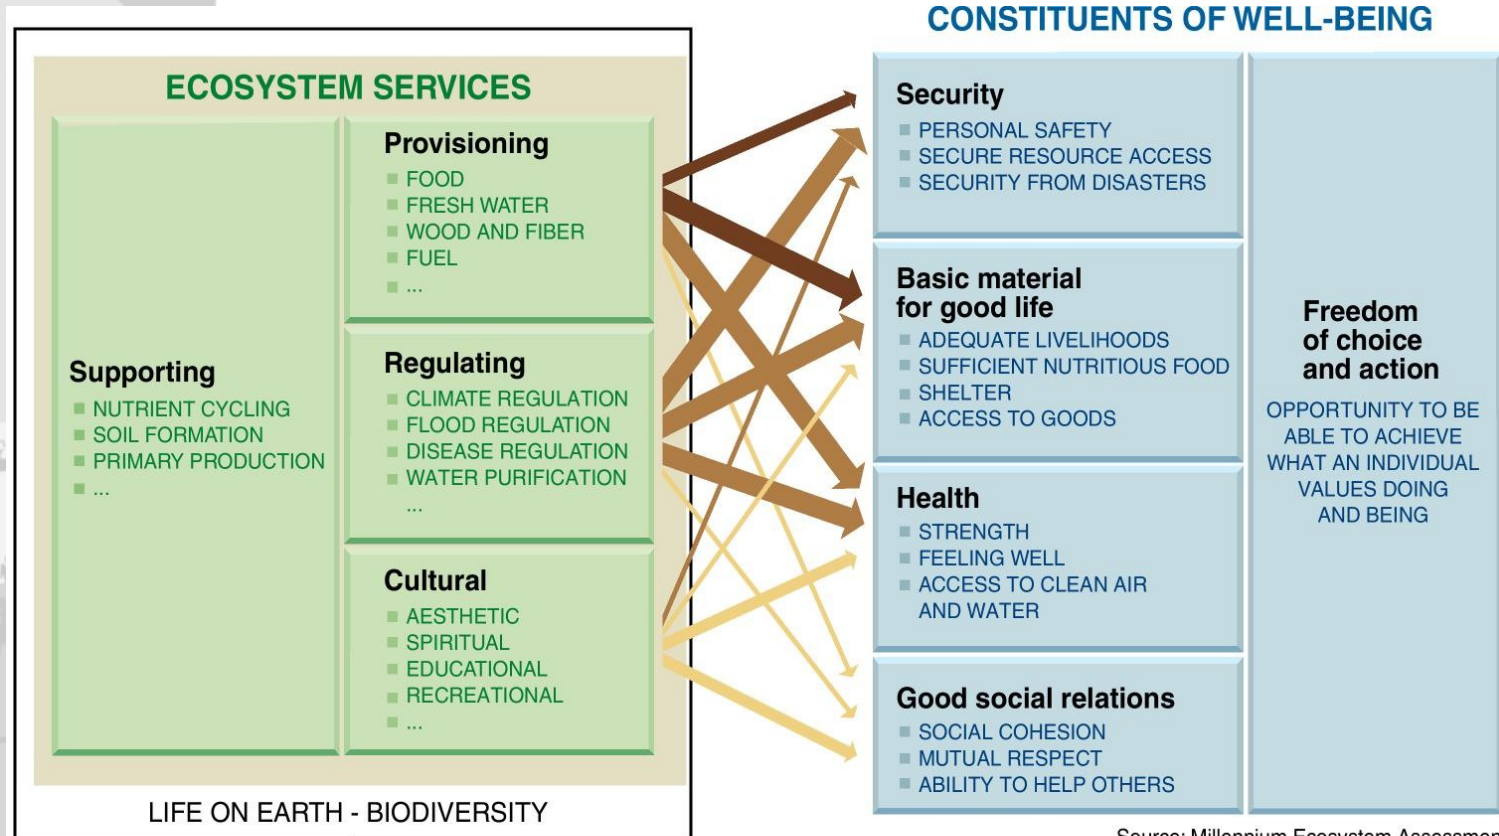 CONSTITUENTS OF WELL-BEING
ECOSYSTEM SERVICES
Supporting
NUTRIENT CYCLING
SOIL FORMATION
PRIMARY PRODUCTION
...
Provisioning
FOOD
FRESH WATER
WOOD AND FIBER
FUEL
...
Regulating
CLIMATE REGULATION
FLOOD REGULATION
DISEASE REGULATION
WATER PURIFICATION
...
Cultural
AESTHETIC
SPIRITUAL
EDUCATIONAL
RECREATIONAL
...
LIFE ON EARTH - BIODIVERSITY
Security
PERSONAL SAFETY
SECURE RESOURCE ACCESS
SECURITY FROM DISASTERS
Basic material
for good life
ADEQUATE LIVELIHOODS
SUFFICIENT NUTRITIOUS FOOD
SHELTER
ACCESS TO GOODS
Health
STRENGTH
FEELING WELL
ACCESS TO CLEAN AIR
AND WATER
Good social relations
SOCIAL COHESION
MUTUAL RESPECT
ABILITY TO HELP OTHERS
Freedom
of choice
and action
OPPORTUNITY TO BE
ABLE TO ACHIEVE
WHAT AN INDIVIDUAL
VALUES DOING
AND BEING
Source: Millennium Ecosystem Assessment